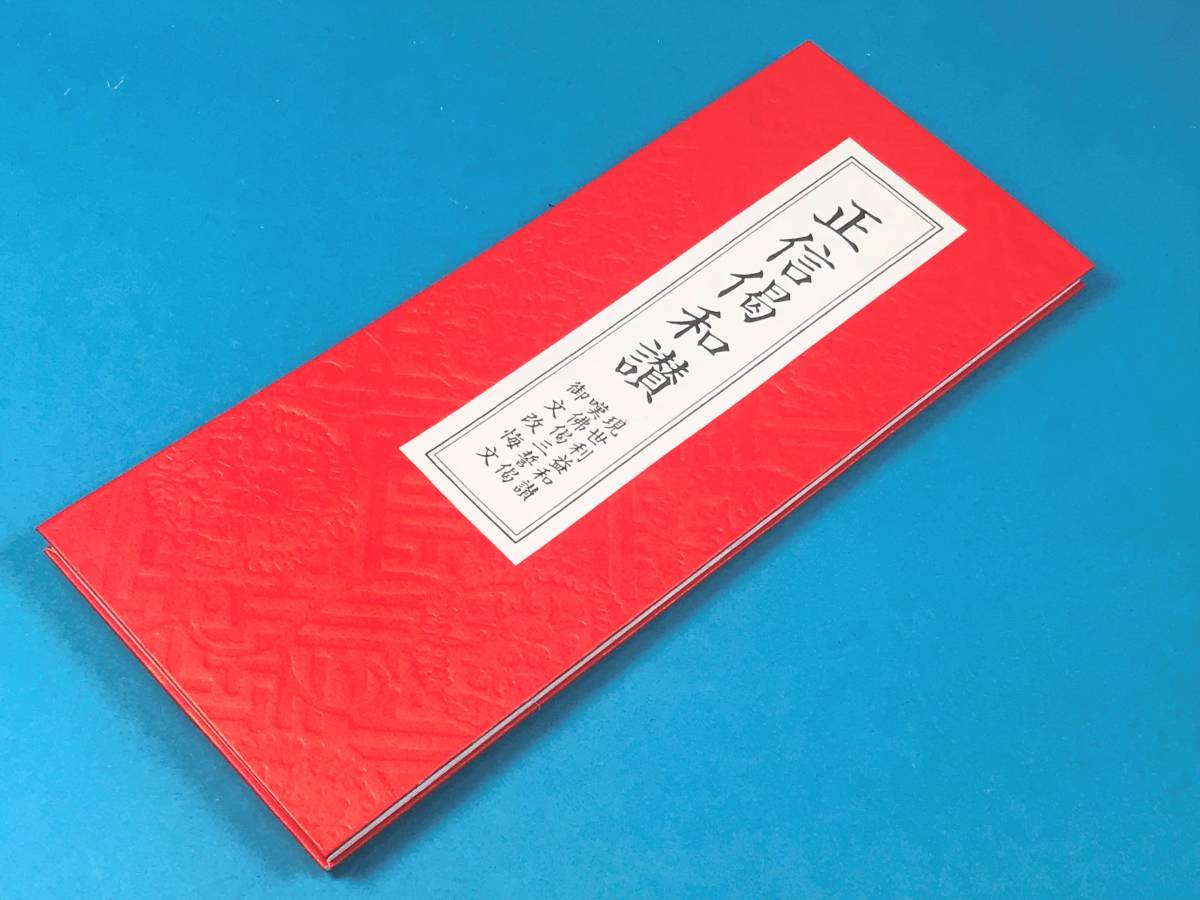 正信偈和讃
現世利益和讃
嘆佛偈三誓偈
御文改悔文